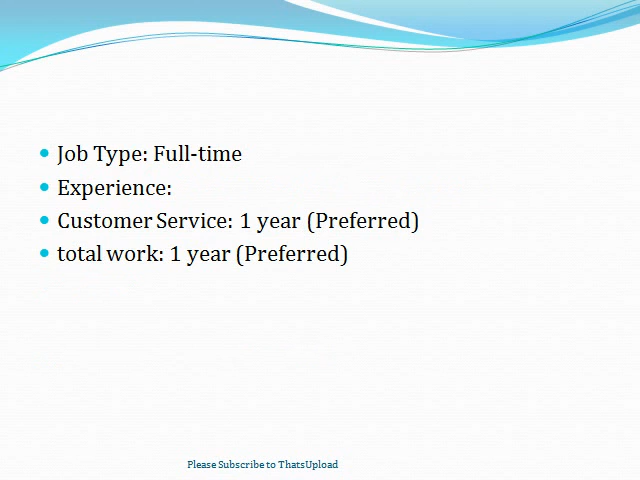 Job Type: Full-time
Experience:
Customer Service: 1 year (Preferred)
total work: 1 year (Preferred)
Please Subscribe to ThatsUpload